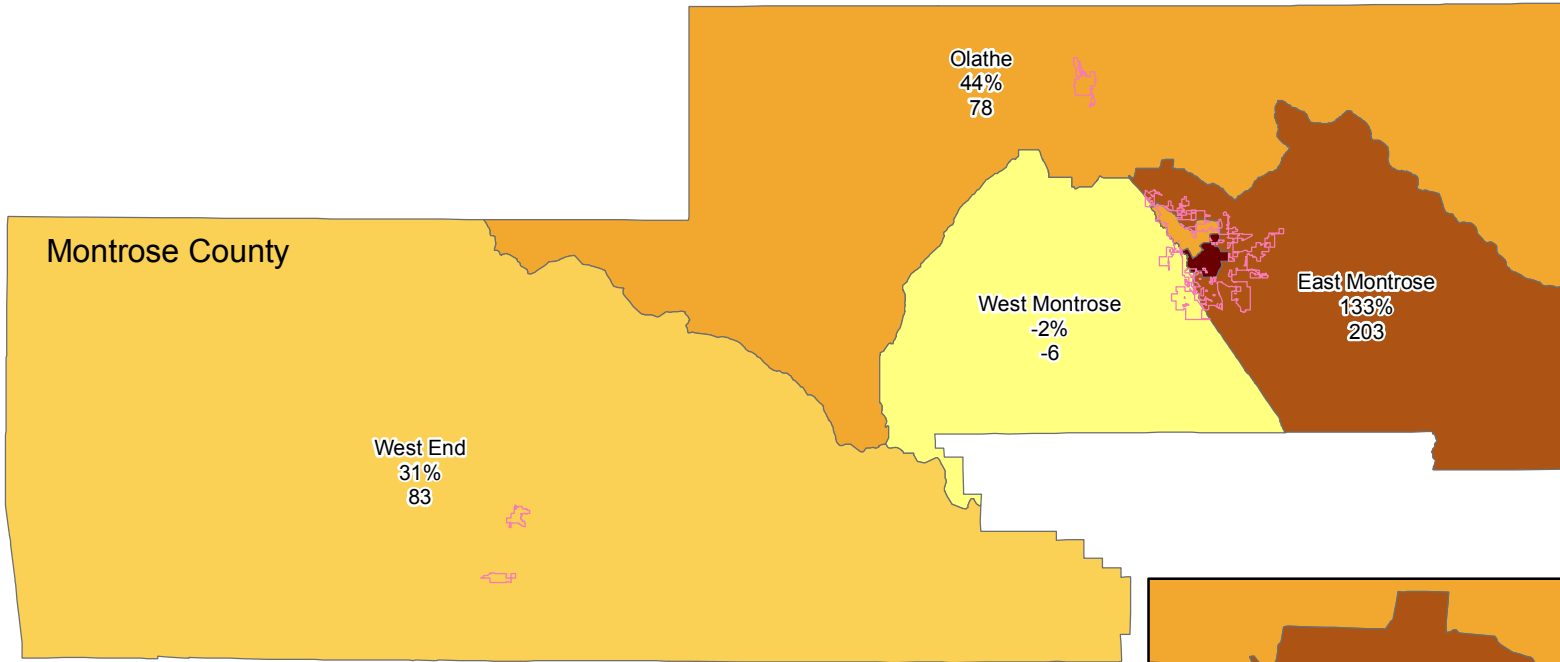 Olathe
44%
78
Montrose County
West Montrose
-2%
-6
East Montrose
133%
203
West End
31%
83